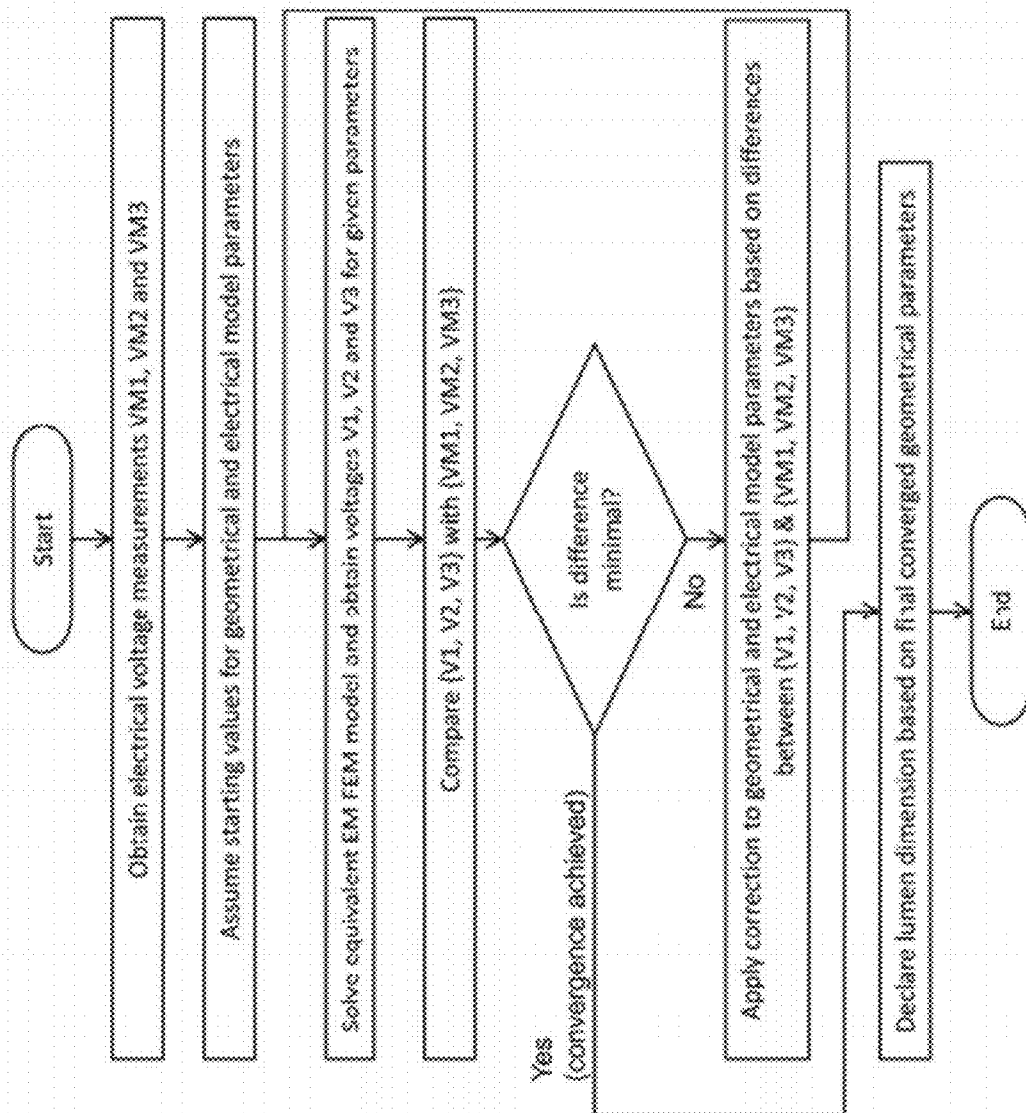 Start
Obtain electrical voltage measurements VM1, VM2 and VM3
Assume starting values for geometrical and electrical model parameters
Solve equivalent EM FEM model and obtain voltages V1, V2 and V3 for given parameters
Compare {V1, V2, V3} with {VM1, VM2, VM3}
Is difference
minimal?
Yes
{convergence achieved}
No
Apply correction to geometrical and electrical model parameters based on differences
between {V1, V2, V3} & {VM1, VM2, VM3}
Declare lumen dimension based on final converged geometrical parameters
End